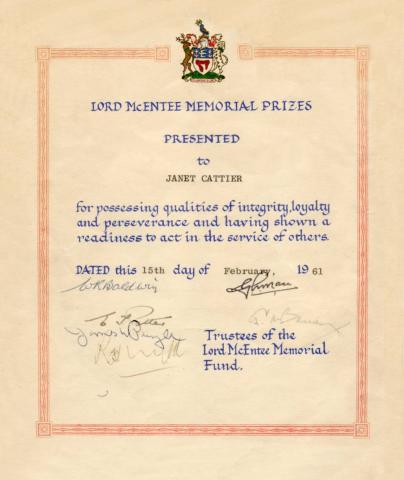 LORD McENTEE MEMORIAL PRIZES
PRESENTED
to
JANET CATTIER
for possessing qualities of integrity, loyalty
and perseverance and having shown a
readiness to act in the service of others.
DATED this 15th day of February, 1961
W R Baldwin
Trustees of the
Lord McEntee Memorial
Fund.